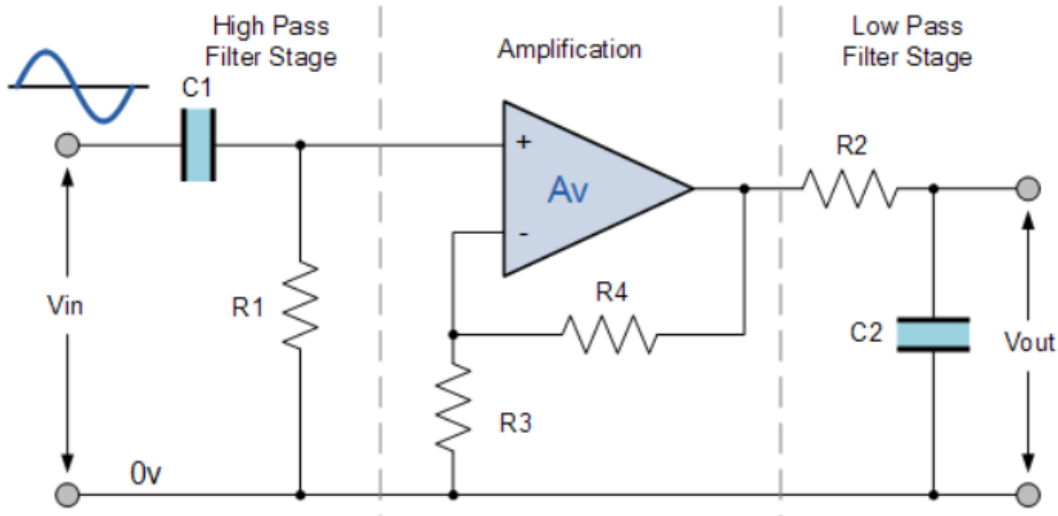 High Pass
Filter Stage
Amplification
Low Pass
Filter Stage
C1
+
Av
-
R2
Vin
R1
R4
C2
Vout
R3
0v